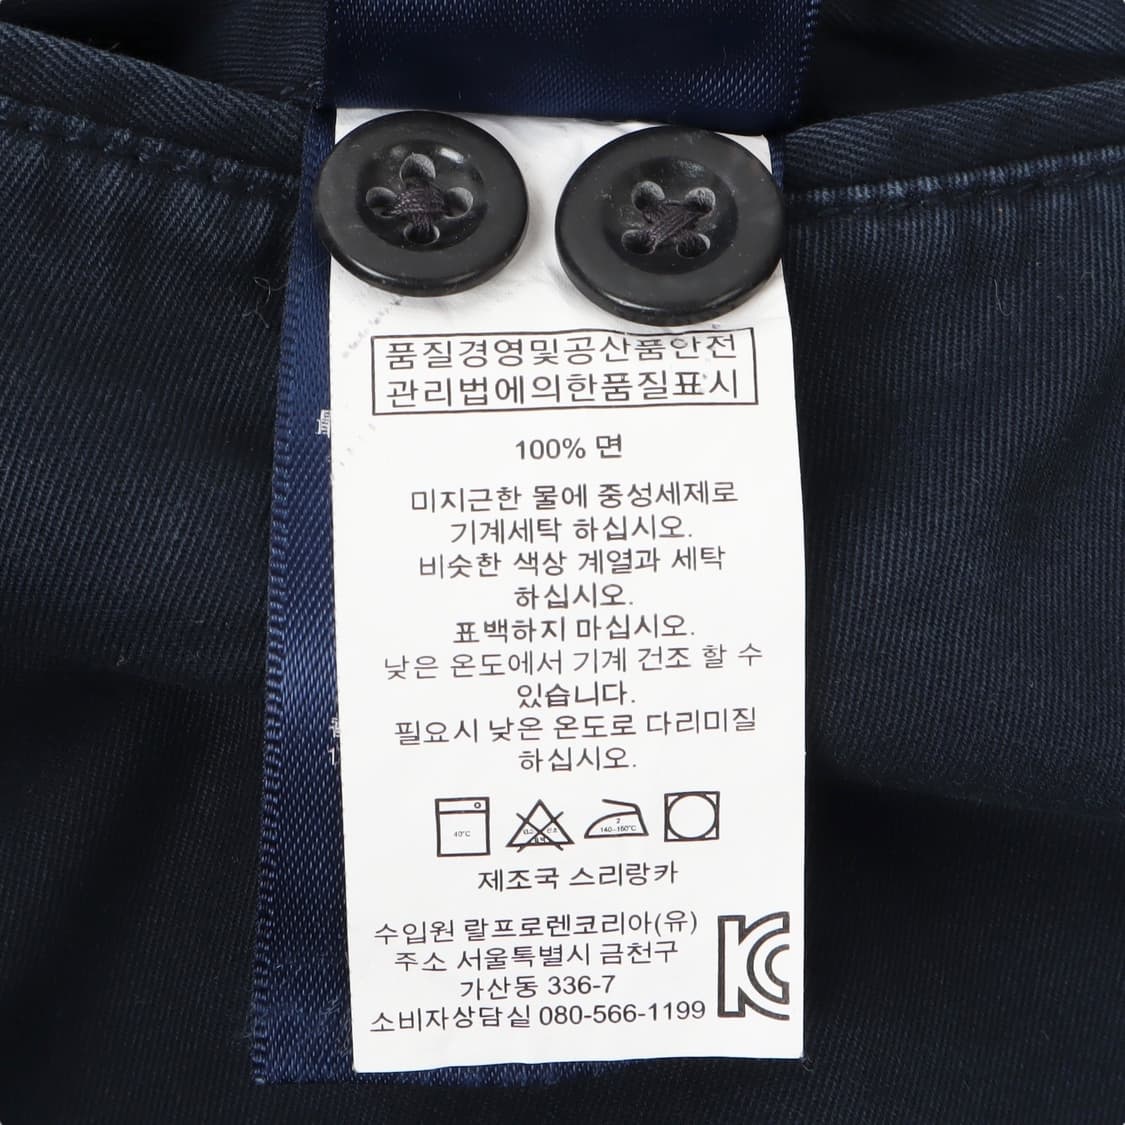 품질경영및공산품안전
관리법에의한품질표시
100% 면
미지근한 물에 중성세제로
기계세탁 하십시오.
비슷한 색상 계열과 세탁
하십시오.
표백하지 마십시오.
낮은 온도에서 기계 건조 할 수
있습니다.
필요시 낮은 온도로 다리미질
하십시오.
40°C
2
140-160°C
제조국 스리랑카
수입원 랄프로렌코리아(유)
주소 서울특별시 금천구
가산동 336-7
소비자상담실 080-566-1199
KC